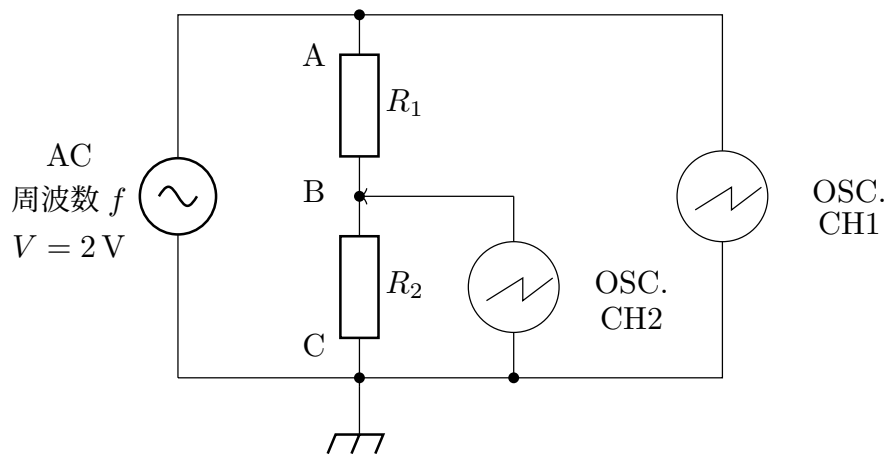 A
R₁
AC
周波数 f
V = 2 V
B
OSC.
CH1
R₂
OSC.
CH2
C